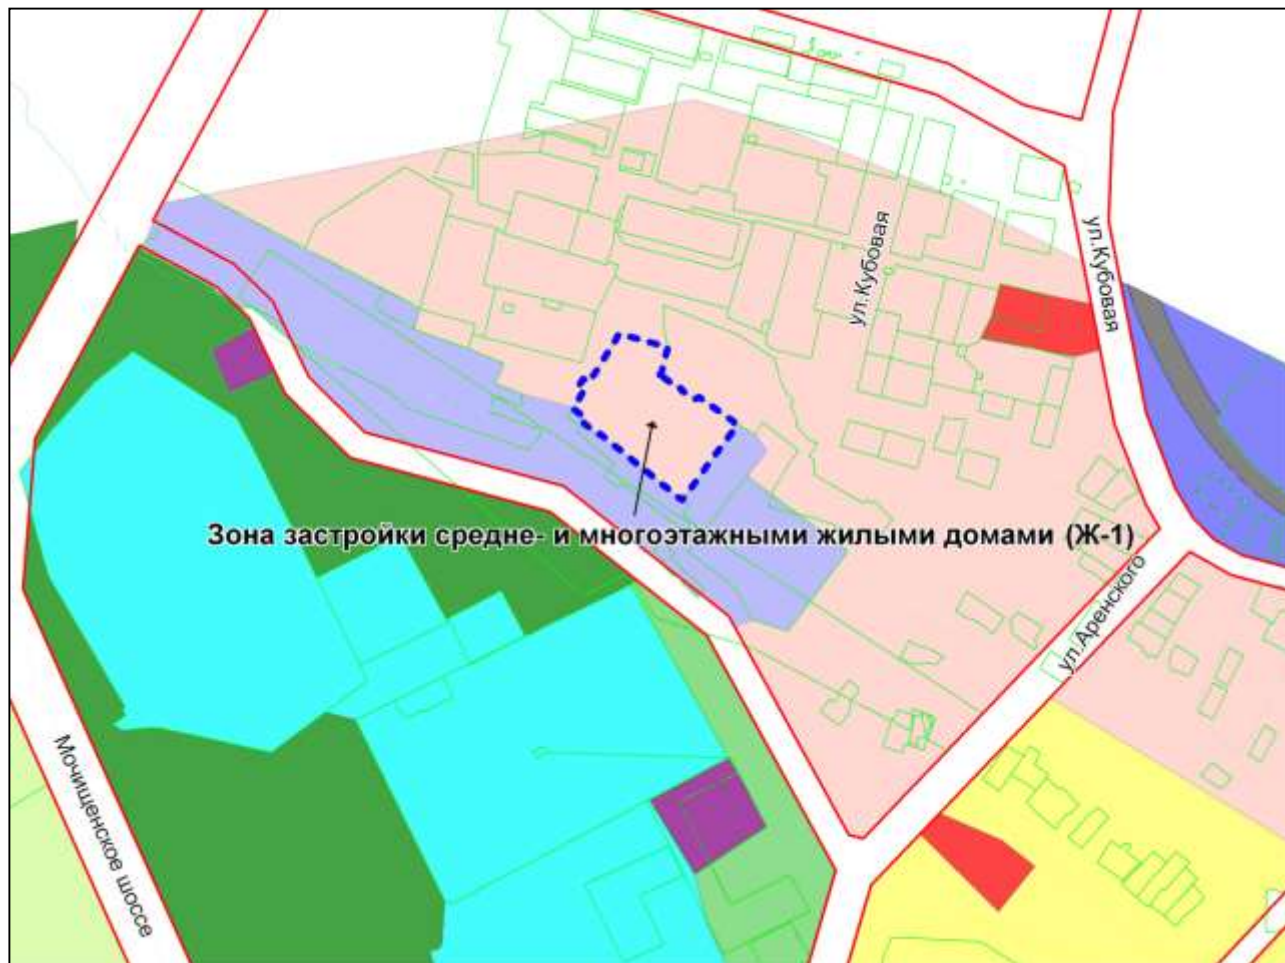 ул.Кубовая
ул.Кубовая
Зона застройки средне- и многоэтажными жилыми домами (Ж-1)
ул.Аренского
Мочищенское шоссе